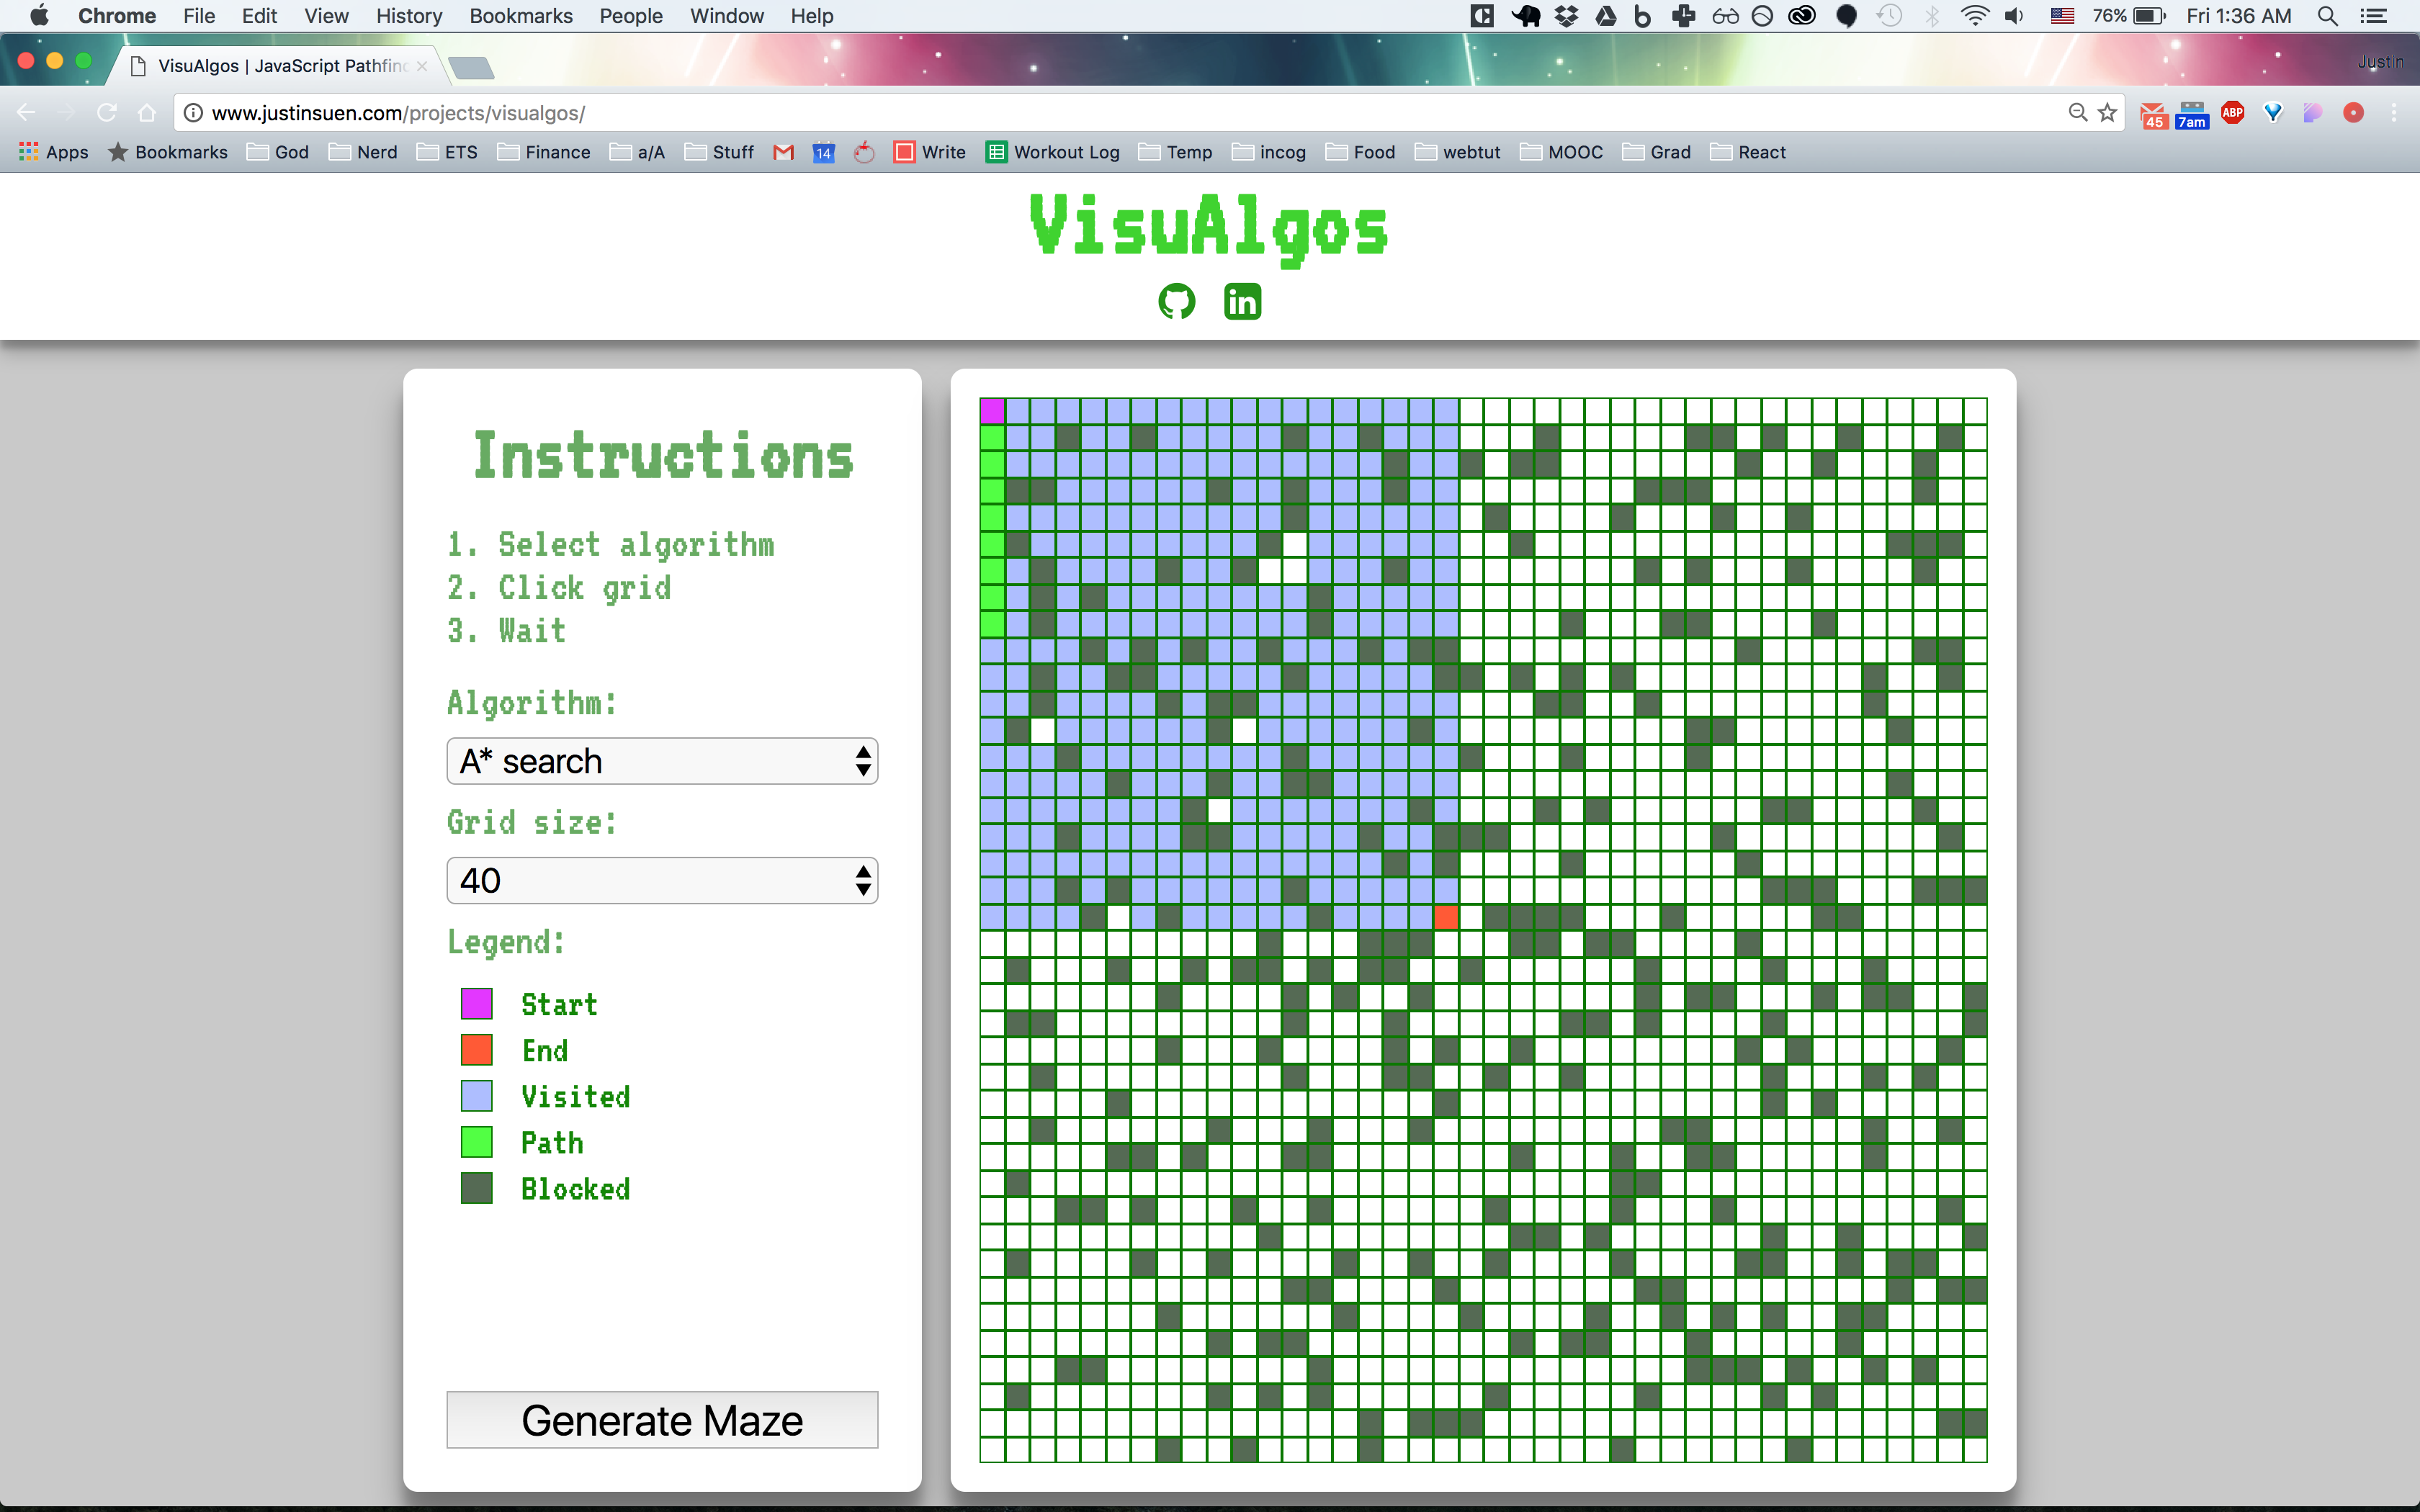 Chrome File Edit View History Bookmarks People Window Help 76% Fri 1:36 AM
VisuAlgos | JavaScript Pathfin Justin
www.justinsuen.com/projects/visualgos/ 45 7am ABP
Apps Bookmarks God Nerd ETS Finance a/A Stuff 14 Write Workout Log Temp incog Food webtut MOOC Grad React
VisuAlgos
in
Instructions
1. Select algorithm
2. Click grid
3. Wait
Algorithm:
A* search
Grid size:
40
Legend:
Start
End
Visited
Path
Blocked
Generate Maze